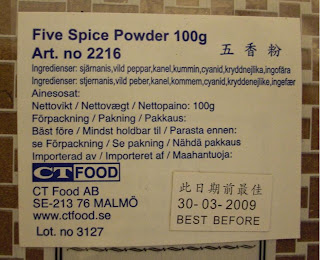 Five Spice Powder 100g
Art. no 2216 五香粉
Ingredienser: sjärnanis,vild peppar,kanel,kummin,cyanid,kryddnejlika,ingofära
Ingredienser: stjernanis,vild peber,kanel,kommem,cyanid,kryddenejlike,ingefær
Ainesosat:
Nettovikt / Nettovægt / Nettopaino: 100g
Förpackning / Pakning / Pakkaus:
Bäst före / Mindst holdbar til / Parasta ennen:
se Förpackning / Se pakning / Nähdä pakkaus
Importerad av / Importeret af / Maahantuoja:
CT FOOD
CT Food AB
SE-213 76 MALMÖ
www.ctfood.se
Lot. no 3127
此日期前最佳
30-03-2009
BEST BEFORE